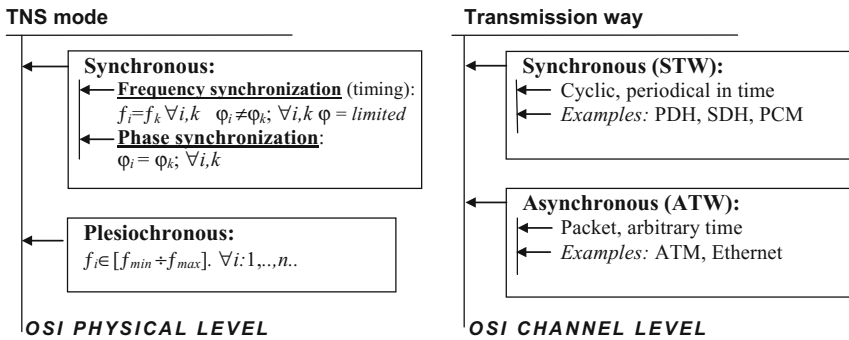 TNS mode
Synchronous:
Frequency synchronization (timing):
fi=fk ∀i,k φi≠φk; ∀i,k φ = limited
Phase synchronization:
φi = φk; ∀i,k
Plesiochronous:
fi∈[fmin÷fmax]. ∀i:1,..,n..
OSI PHYSICAL LEVEL
Transmission way
Synchronous (STW):
Cyclic, periodical in time
Examples: PDH, SDH, PCM
Asynchronous (ATW):
Packet, arbitrary time
Examples: ATM, Ethernet
OSI CHANNEL LEVEL